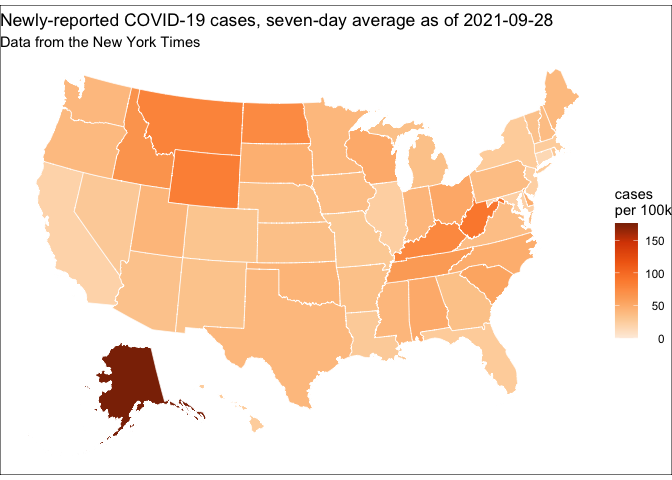 Newly-reported COVID-19 cases, seven-day average as of 2021-09-28
Data from the New York Times
cases
per 100k
150
100
50
0